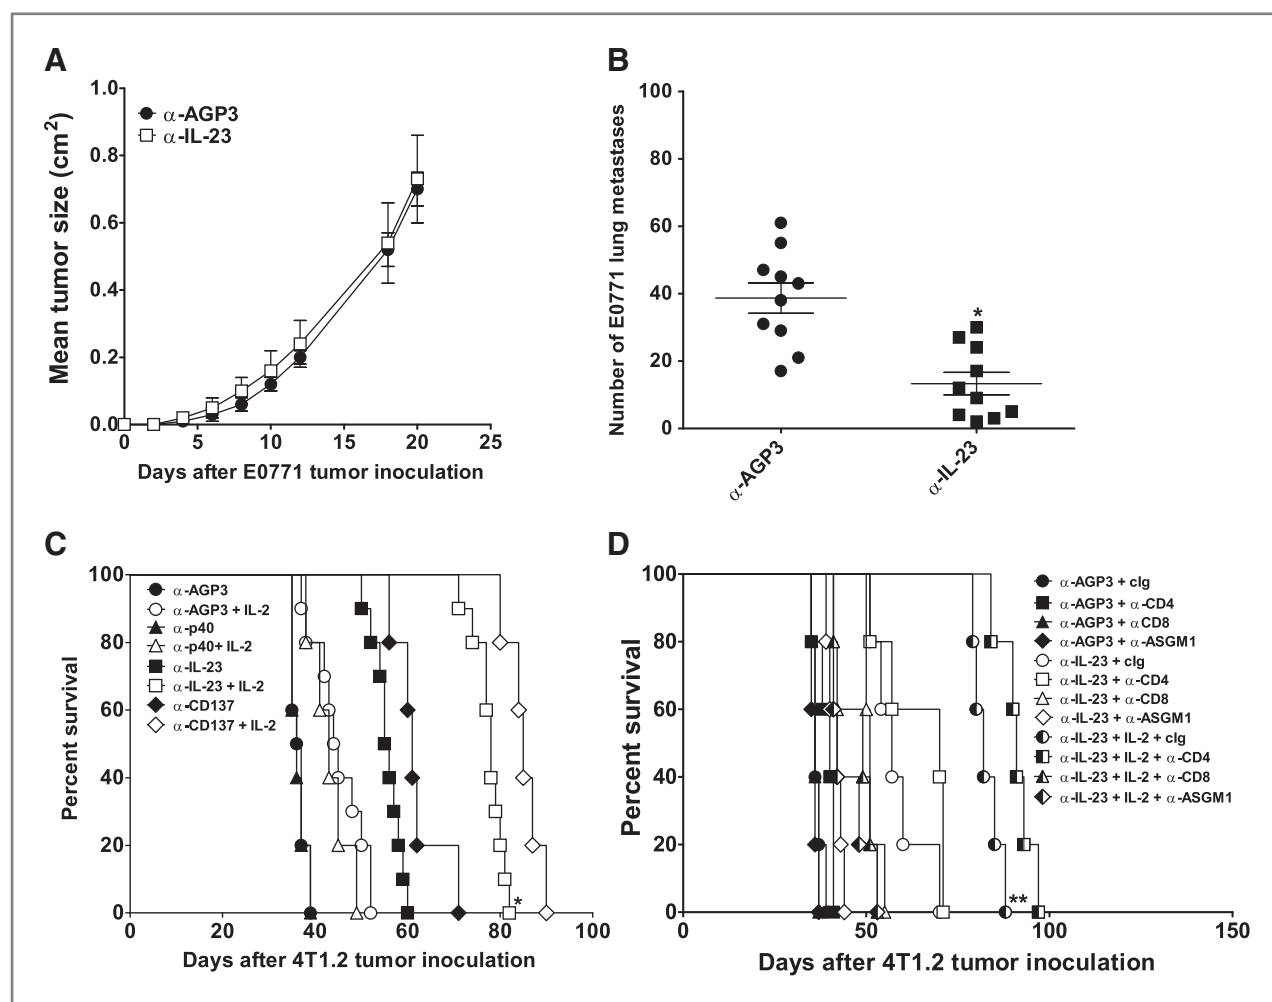 A
1.0
0.8
0.6
0.4
0.2
0.0
0 5 10 15 20 25
α-AGP3
α-IL-23
Mean tumor size (cm2)
Days after E0771 tumor inoculation
B
100
80
60
40
20
0
*
Number of E0771 lung metastases
α-AGP3
α-IL-23
C
100
80
60
40
20
0
0 20 40 60 80 100
α-AGP3
α-AGP3 + IL-2
α-p40
α-p40+ IL-2
α-IL-23
α-IL-23 + IL-2
α-CD137
α-CD137 + IL-2
*
Percent survival
Days after 4T1.2 tumor inoculation
D
100
80
60
40
20
0
0 50 100 150
α-AGP3 + cIg
α-AGP3 + α-CD4
α-AGP3 + αCD8
α-AGP3 + α-ASGM1
α-IL-23 + cIg
α-IL-23 + α-CD4
α-IL-23 + α-CD8
α-IL-23 + α-ASGM1
α-IL-23 + IL-2 + cIg
α-IL-23 + IL-2 + α-CD4
α-IL-23 + IL-2 + α-CD8
α-IL-23 + IL-2 + α-ASGM1
**
Percent survival
Days after 4T1.2 tumor inoculation